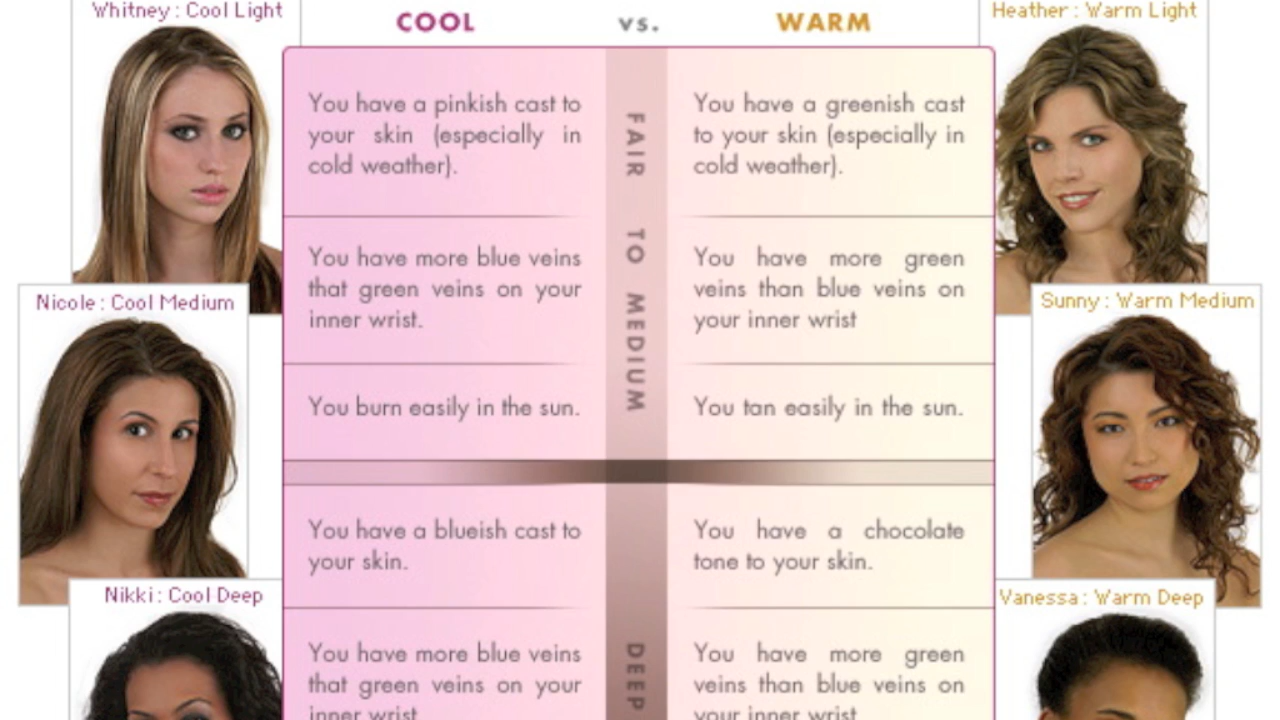 Whitney : Cool Light
COOL
vs.
WARM
Heather : Warm Light
You have a pinkish cast to
your skin (especially in
cold weather).
FAIR TO MEDIUM
You have a greenish cast
to your skin (especially in
cold weather).
You have more blue veins
that green veins on your
inner wrist.
You have more green
veins than blue veins on
your inner wrist
Nicole : Cool Medium
Sunny : Warm Medium
You burn easily in the sun.
You tan easily in the sun.
You have a blueish cast to
your skin.
You have a chocolate
tone to your skin.
Nikki : Cool Deep
Vanessa : Warm Deep
You have more blue veins
that green veins on your
inner wrist
DEEP
You have more green
veins than blue veins on
your inner wrist